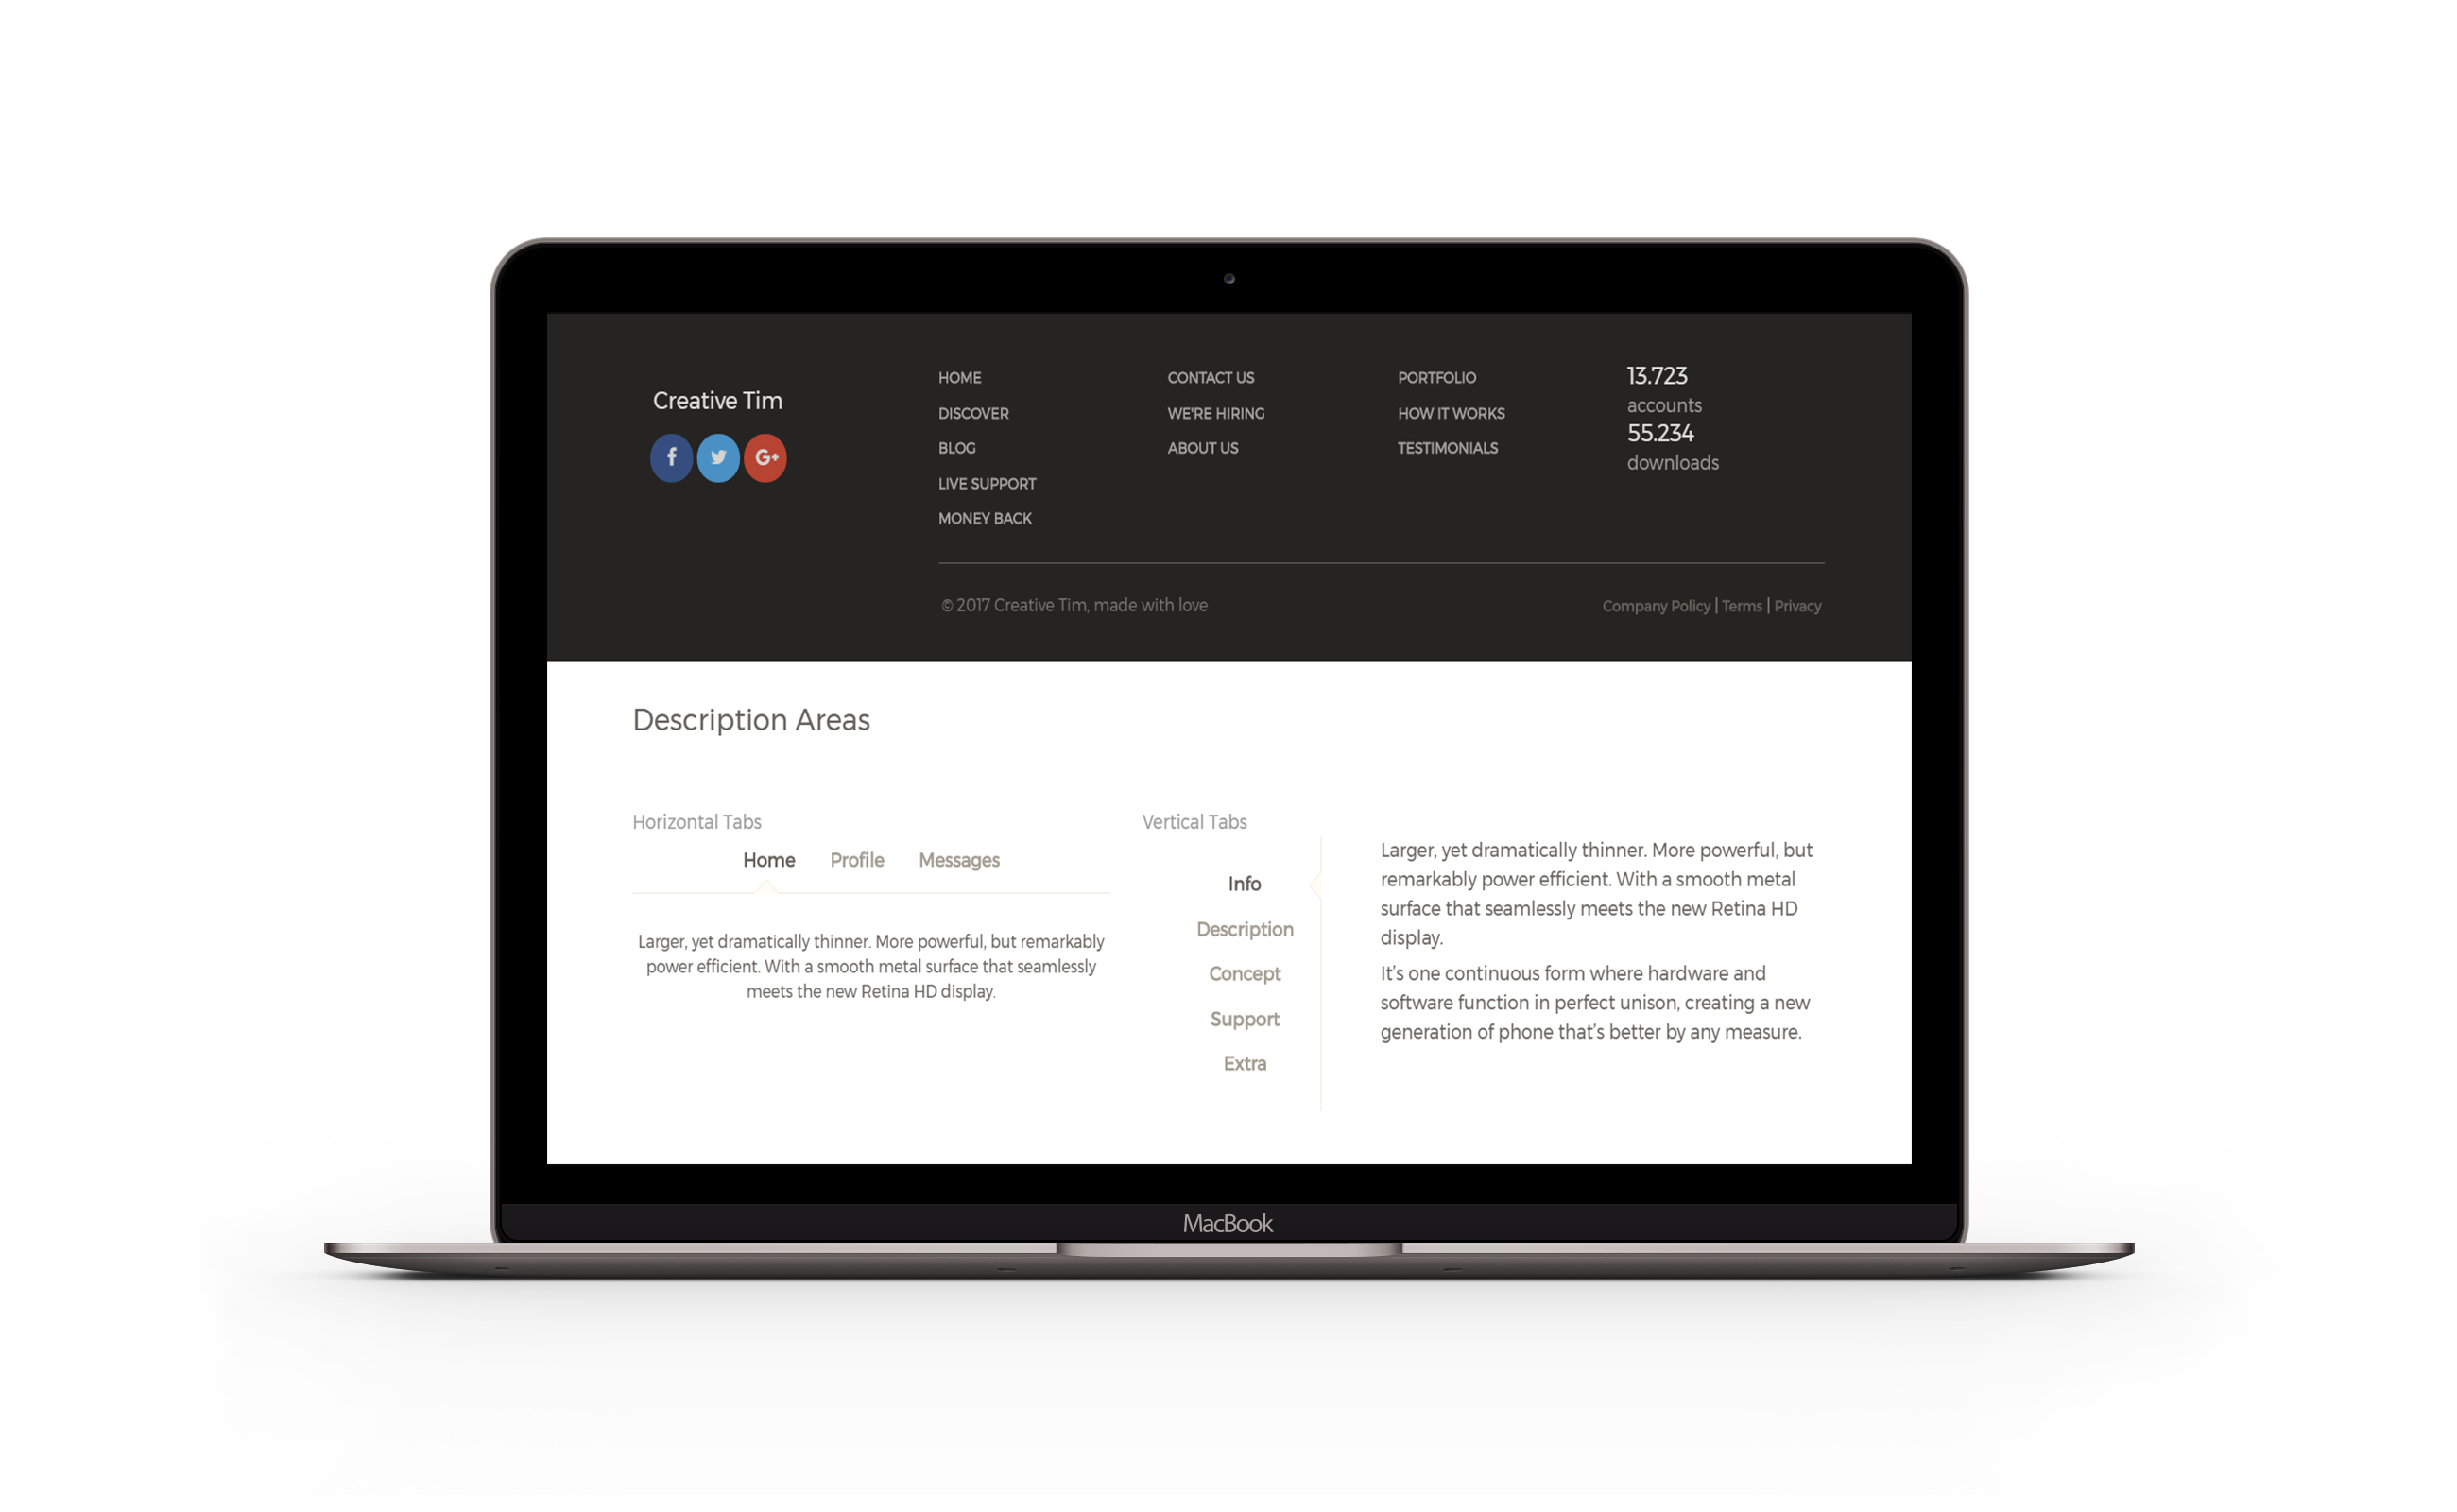 Creative Tim
HOME
DISCOVER
BLOG
LIVE SUPPORT
MONEY BACK
CONTACT US
WE'RE HIRING
ABOUT US
PORTFOLIO
HOW IT WORKS
TESTIMONIALS
13.723
accounts
55.234
downloads
© 2017 Creative Tim, made with love
Company Policy | Terms | Privacy
Description Areas
Horizontal Tabs
Home Profile Messages
Larger, yet dramatically thinner. More powerful, but remarkably
power efficient. With a smooth metal surface that seamlessly
meets the new Retina HD display.
Vertical Tabs
Info
Description
Concept
Support
Extra
Larger, yet dramatically thinner. More powerful, but
remarkably power efficient. With a smooth metal
surface that seamlessly meets the new Retina HD
display.
It's one continuous form where hardware and
software function in perfect unison, creating a new
generation of phone that's better by any measure.
MacBook